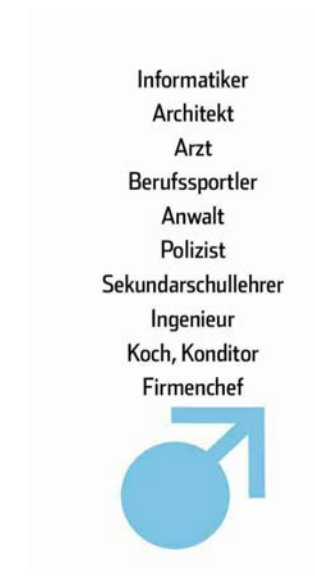 Informatiker
Architekt
Arzt
Berufssportler
Anwalt
Polizist
Sekundarschullehrer
Ingenieur
Koch, Konditor
Firmenchef